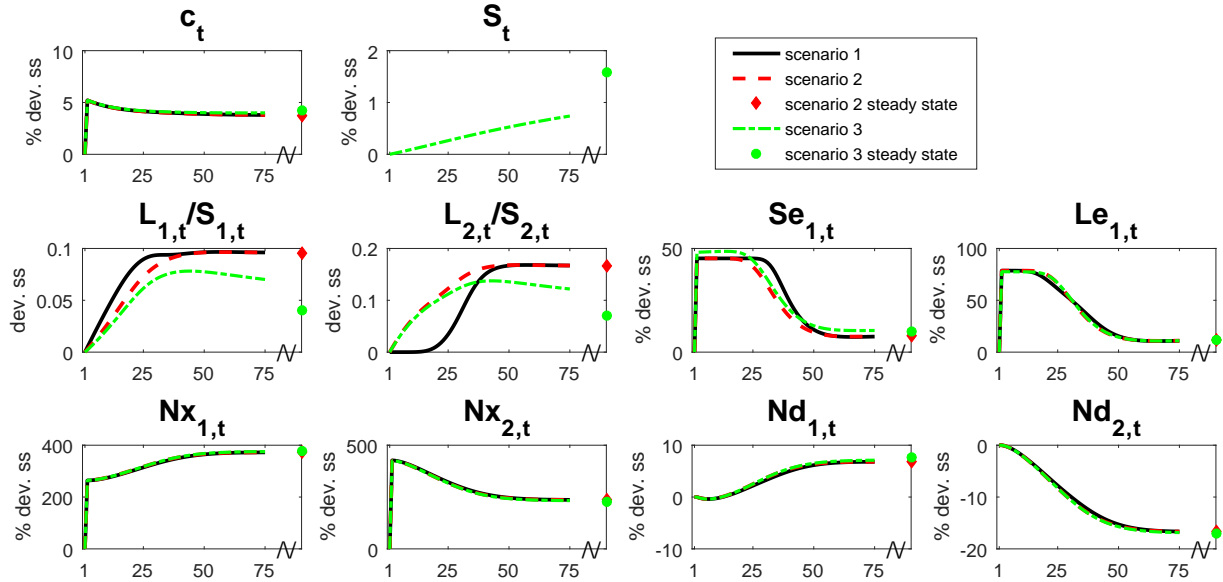 c_t
S_t
% dev. ss
10
5
0
1 25 50 75
% dev. ss
2
1
0
1 25 50 75
scenario 1
scenario 2
scenario 2 steady state
scenario 3
scenario 3 steady state
L_{1,t}/S_{1,t}
L_{2,t}/S_{2,t}
Se_{1,t}
Le_{1,t}
dev. ss
0.1
0.05
0
1 25 50 75
dev. ss
0.2
0.1
0
1 25 50 75
% dev. ss
50
0
1 25 50 75
% dev. ss
100
50
0
1 25 50 75
Nx_{1,t}
Nx_{2,t}
Nd_{1,t}
Nd_{2,t}
% dev. ss
400
200
0
1 25 50 75
% dev. ss
500
0
1 25 50 75
% dev. ss
10
0
-10
1 25 50 75
% dev. ss
0
-10
-20
1 25 50 75